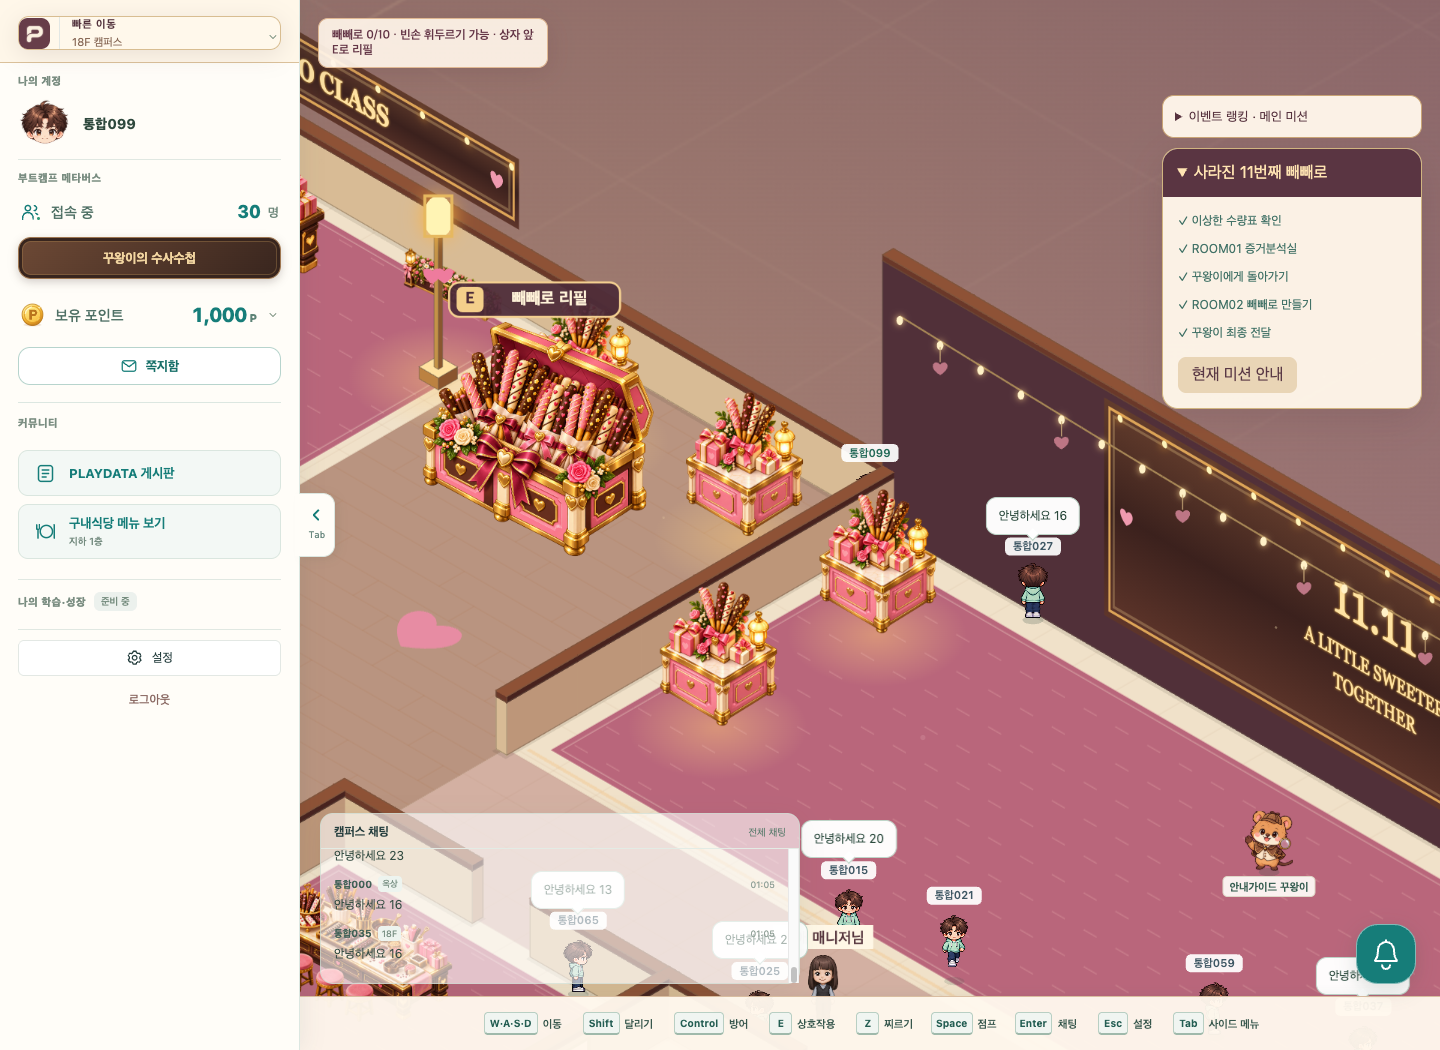 빠른 이동
18F 캠퍼스
나의 계정
통합099
부트캠프 메타버스
접속 중 30 명
꾸왕이의 수사수첩
P 보유 포인트 1,000 P
쪽지함
커뮤니티
PLAYDATA 게시판
구내식당 메뉴 보기
지하 1층
나의 학습·성장 준비 중
설정
로그아웃
빼빼로 0/10 · 빈손 휘두르기 가능 · 상자 앞
E로 리필
O CLASS
E 빼빼로 리필
Tab
이벤트 랭킹 · 메인 미션
사라진 11번째 빼빼로
✓ 이상한 수량표 확인
✓ ROOM01 증거분석실
✓ 꾸왕이에게 돌아가기
✓ ROOM02 빼빼로 만들기
✓ 꾸왕이 최종 전달
현재 미션 안내
통합099
안녕하세요 16
통합027
11.11
A LITTLE SWEETER
TOGETHER
안내가이드 꾸왕이
캠퍼스 채팅 전체 채팅
안녕하세요 23
통합000 옥상 01:05
안녕하세요 16
통합035 18F 01:05
안녕하세요 16
안녕하세요 13
통합065
안녕하세요 2
통합025
안녕하세요 20
통합015
매니저님
통합021
통합059
안녕하
W·A·S·D 이동 Shift 달리기 Control 방어 E 상호작용 Z 찌르기 Space 점프 Enter 채팅 Esc 설정 Tab 사이드 메뉴